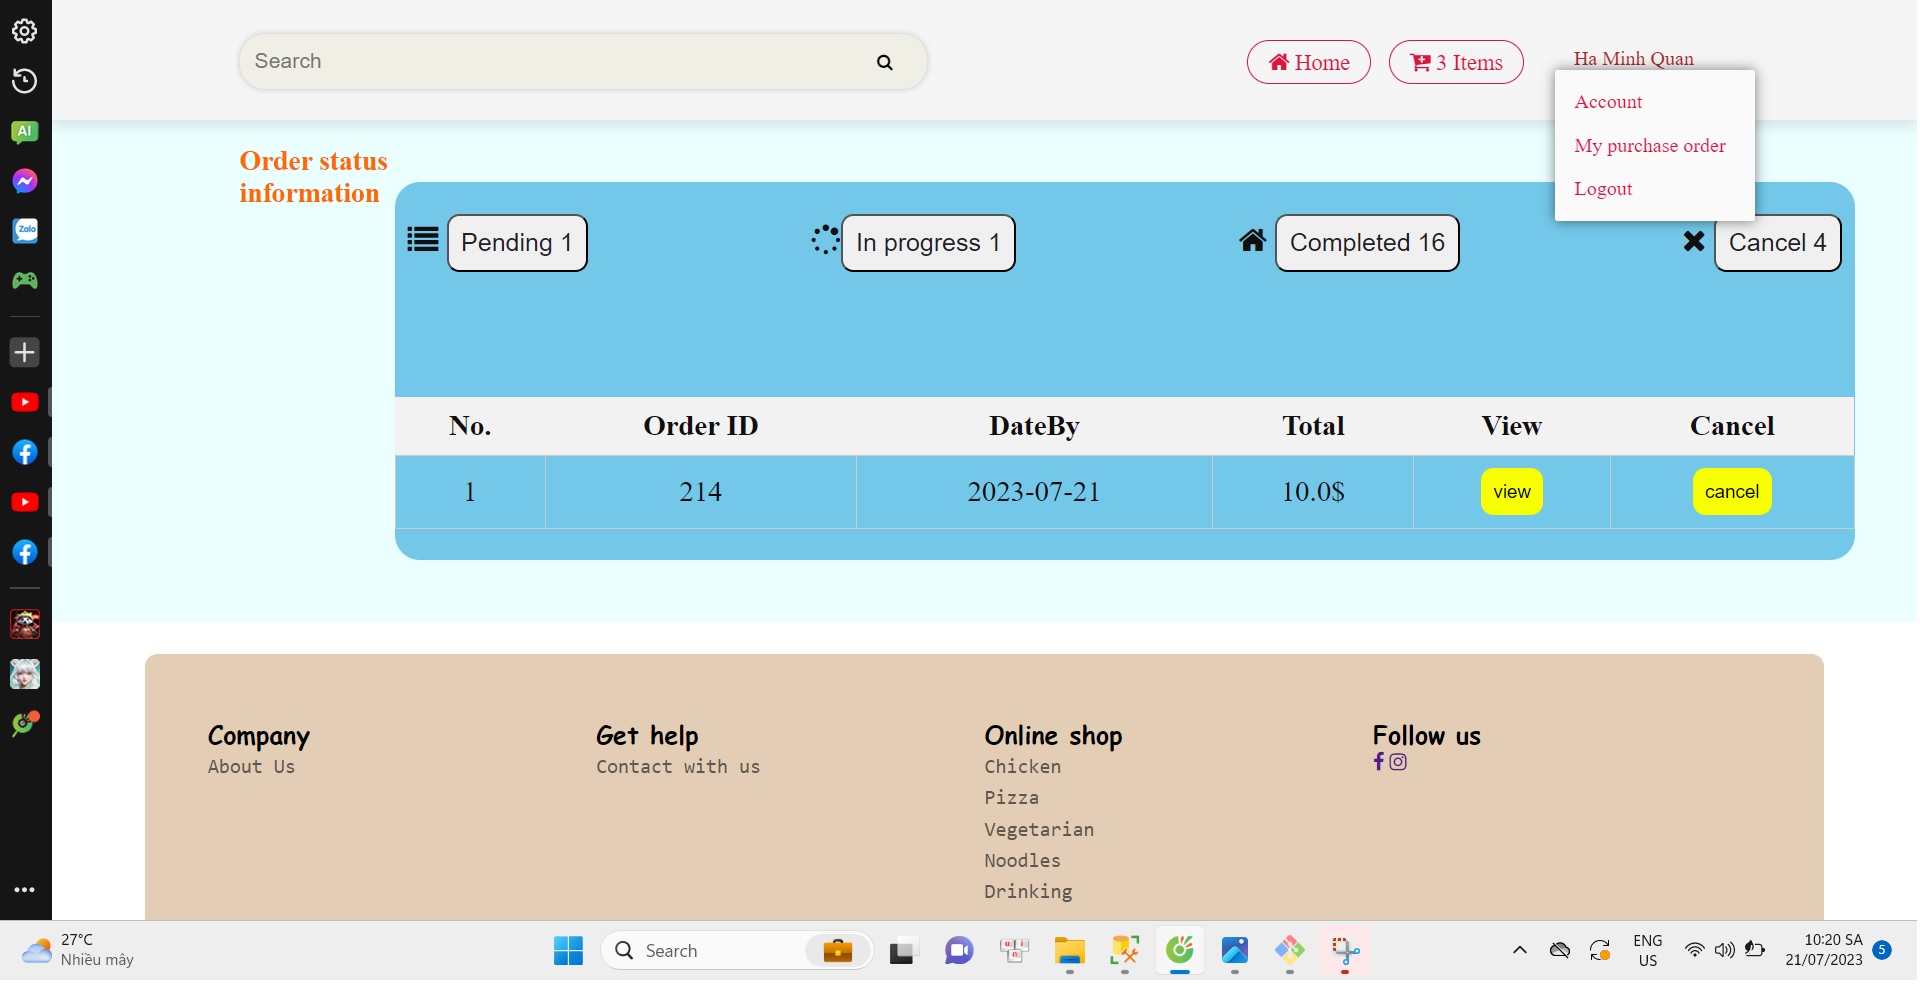 Search
Home
3 Items
Ha Minh Quan
Account
My purchase order
Logout
AI
Zalo
Order status
information
Pending 1
In progress 1
Completed 16
Cancel 4
No. Order ID DateBy Total View Cancel
1 214 2023-07-21 10.0$ view cancel
Company
About Us
Get help
Contact with us
Online shop
Chicken
Pizza
Vegetarian
Noodles
Drinking
Follow us
27°C
Nhiều mây
Search
ENG
US
10:20 SA
21/07/2023
5